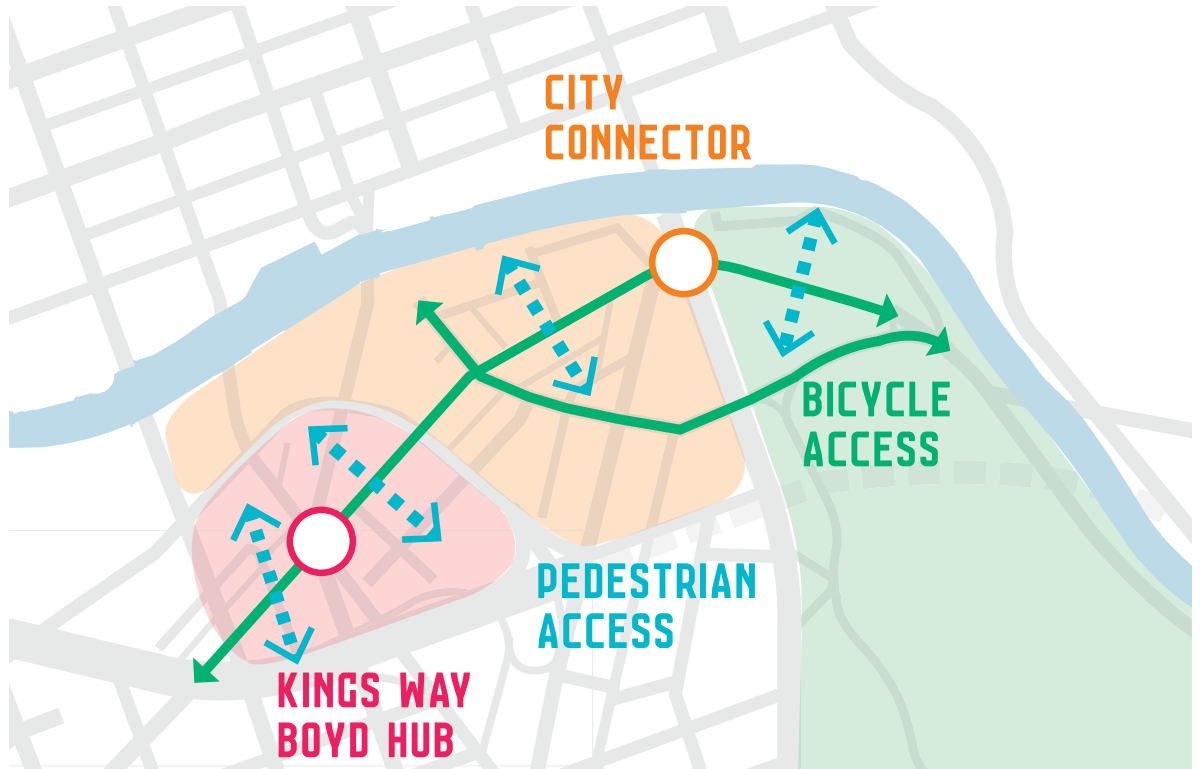 CITY
CONNECTOR
BICYCLE
ACCESS
PEDESTRIAN
ACCESS
KINGS WAY
BOYD HUB